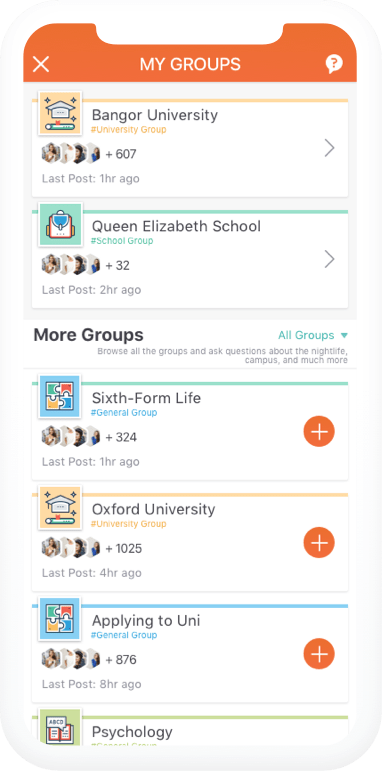 MY GROUPS
?
Bangor University
#University Group
+ 607
Last Post: 1hr ago
Queen Elizabeth School
#School Group
+ 32
Last Post: 2hr ago
More Groups
All Groups
Browse all the groups and ask questions about the nightlife,
campus, and much more
Sixth-Form Life
#General Group
+ 324
Last Post: 1hr ago
Oxford University
#University Group
+ 1025
Last Post: 4hr ago
Applying to Uni
#General Group
+ 876
Last Post: 8hr ago
ABCD
Psychology
#General Group